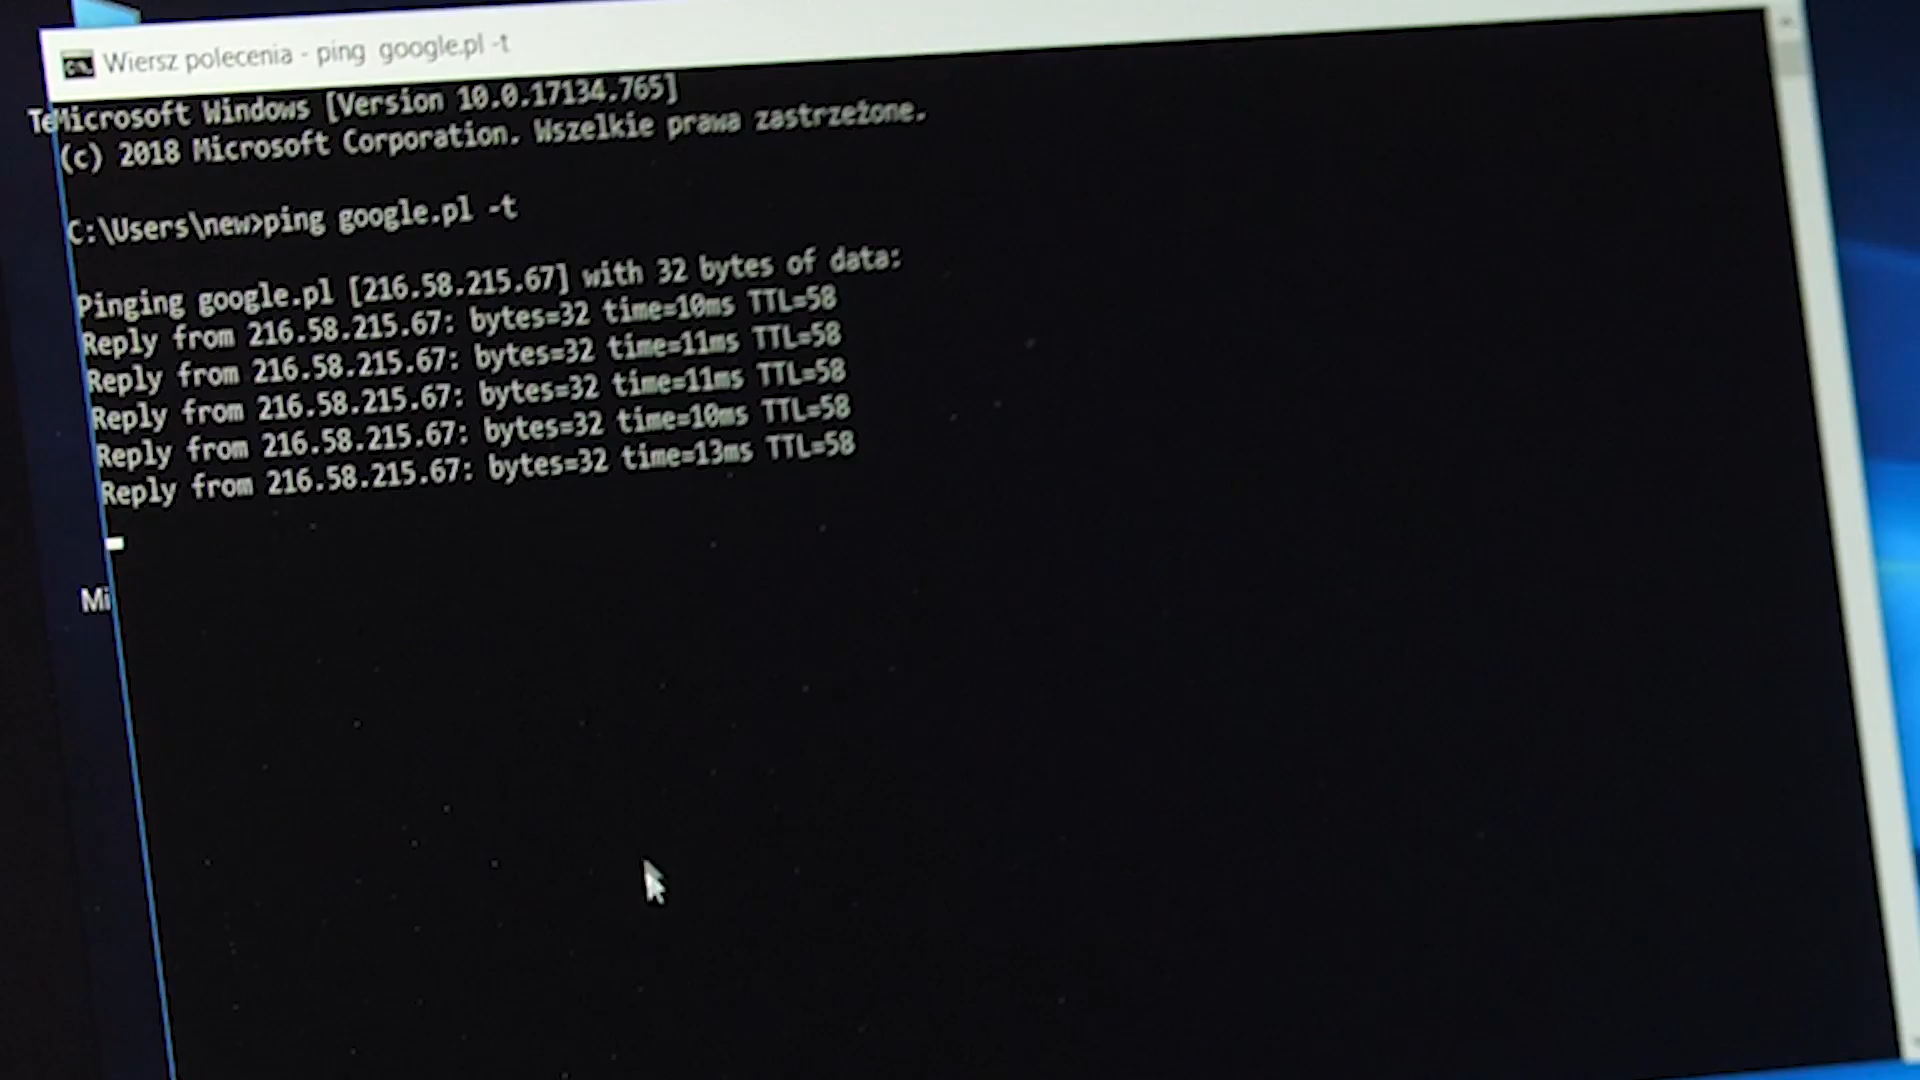 Wiersz polecenia - ping google.pl -t
Te
Microsoft Windows [Version 10.0.17134.765]
(c) 2018 Microsoft Corporation. Wszelkie prawa zastrzeżone.
C:\Users\new>ping google.pl -t
Pinging google.pl [216.58.215.67] with 32 bytes of data:
Reply from 216.58.215.67: bytes=32 time=10ms TTL=58
Reply from 216.58.215.67: bytes=32 time=11ms TTL=58
Reply from 216.58.215.67: bytes=32 time=11ms TTL=58
Reply from 216.58.215.67: bytes=32 time=10ms TTL=58
Reply from 216.58.215.67: bytes=32 time=13ms TTL=58
Mi